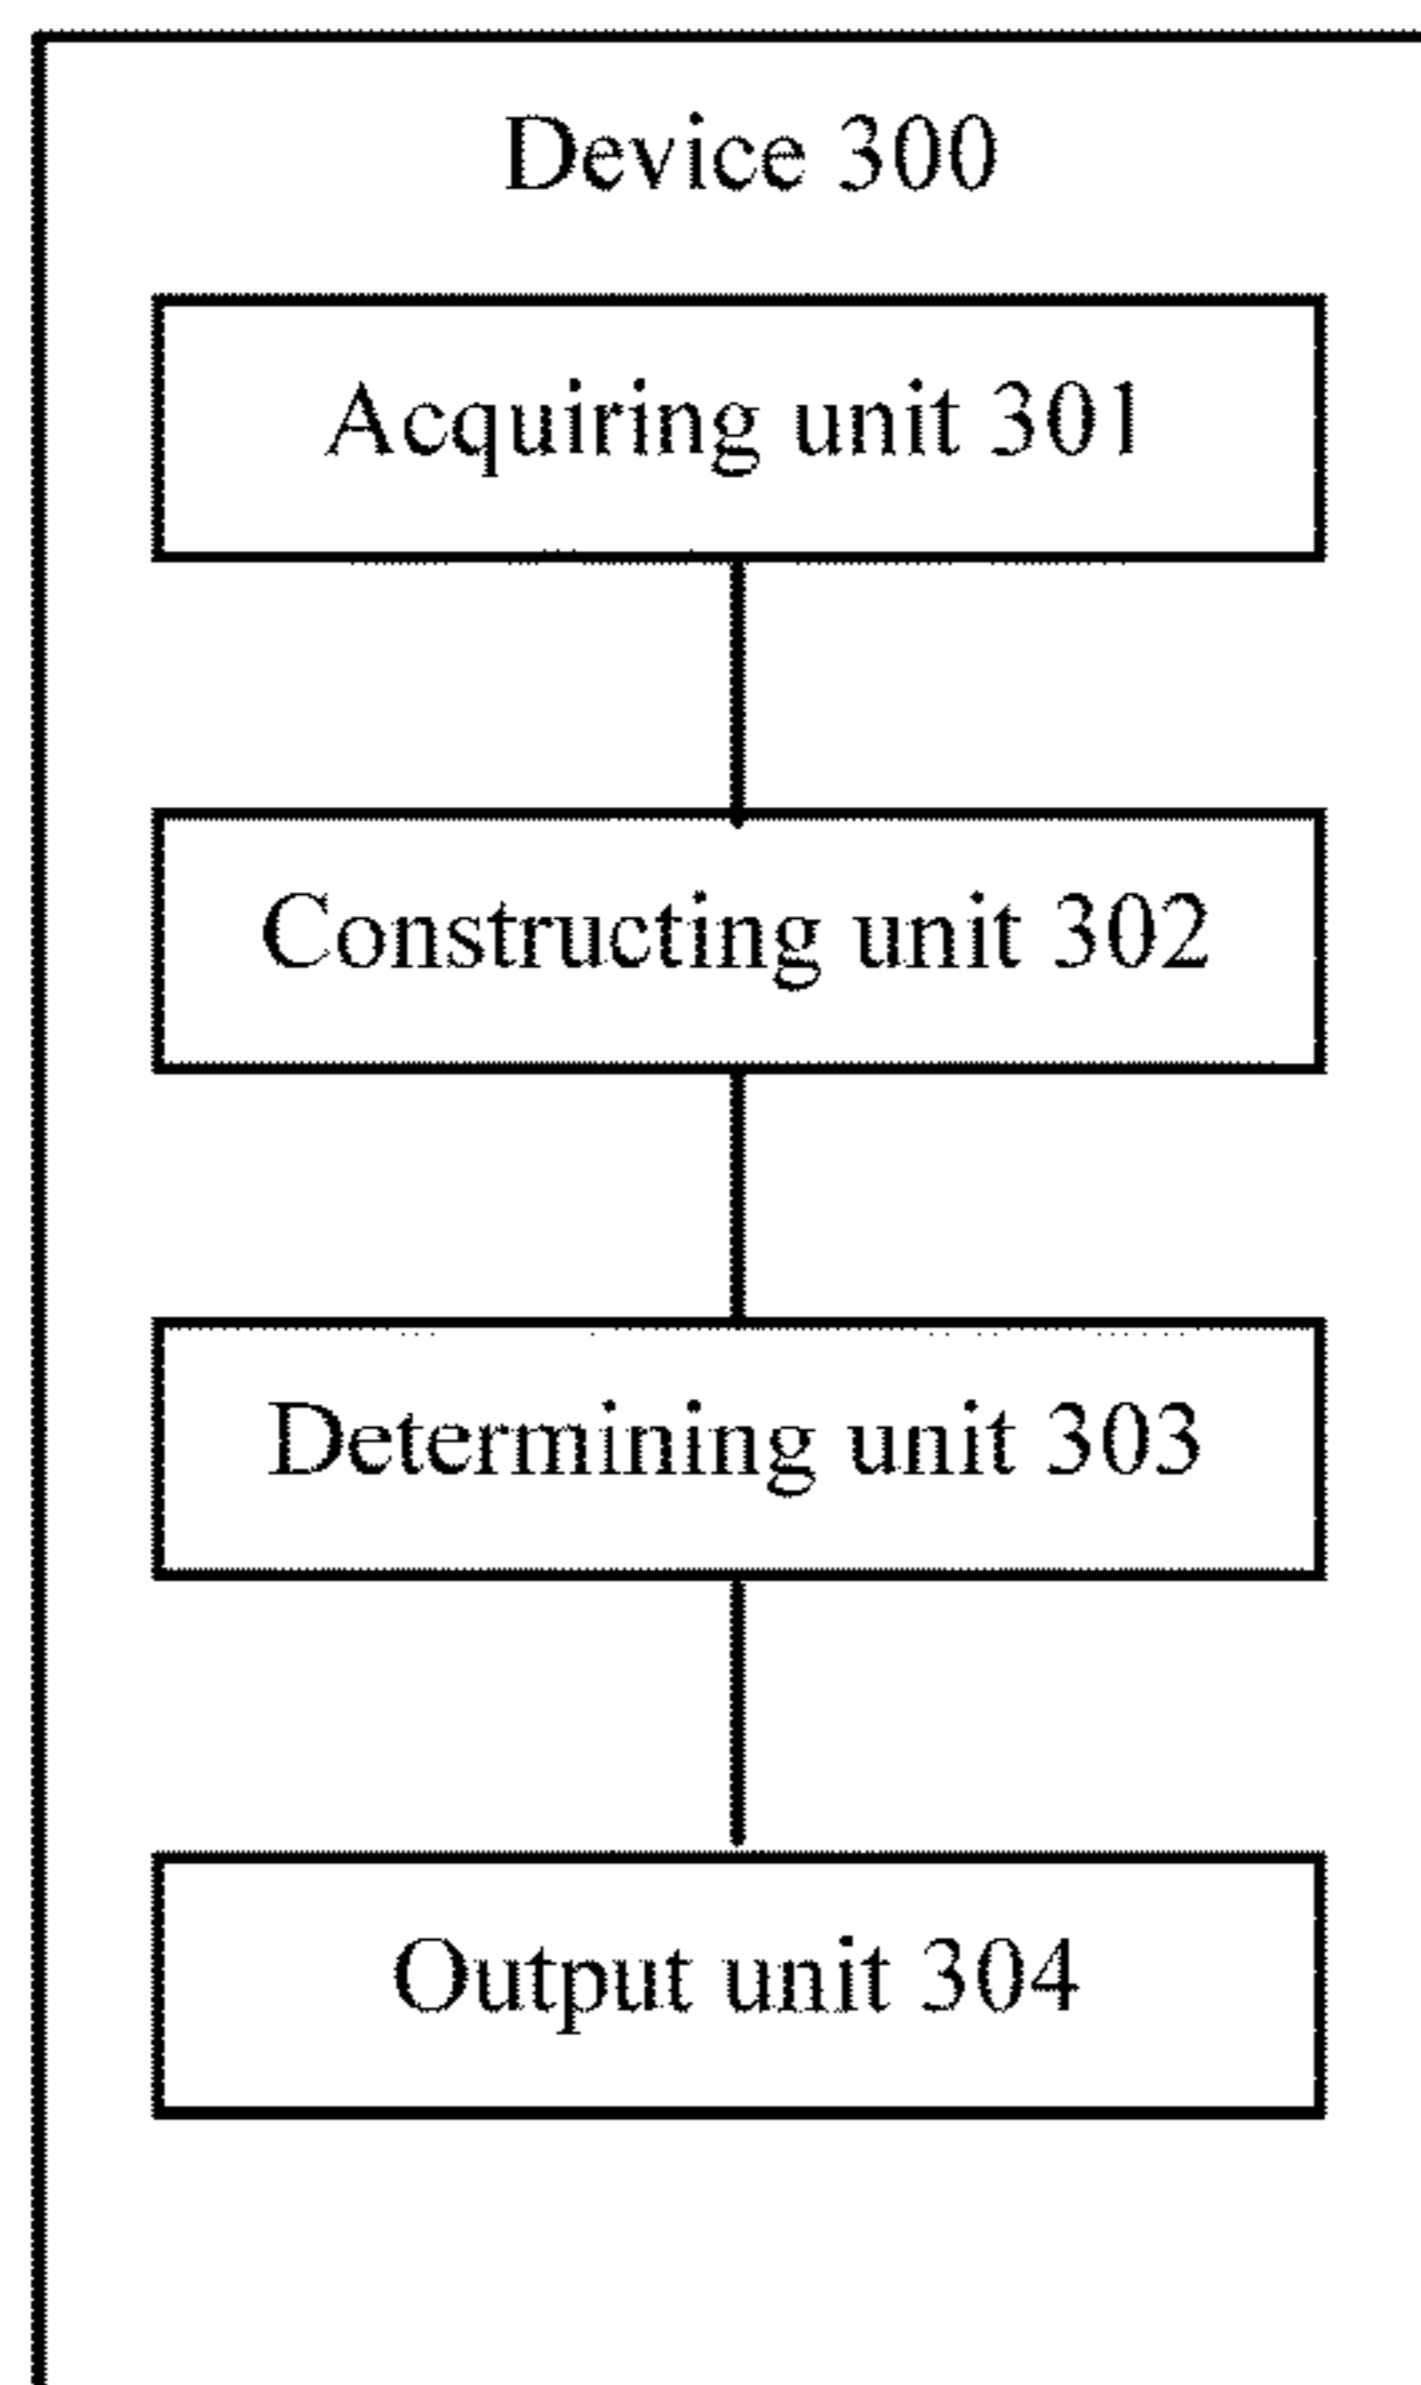 Device 300
Acquiring unit 301
Constructing unit 302
Determining unit 303
Output unit 304